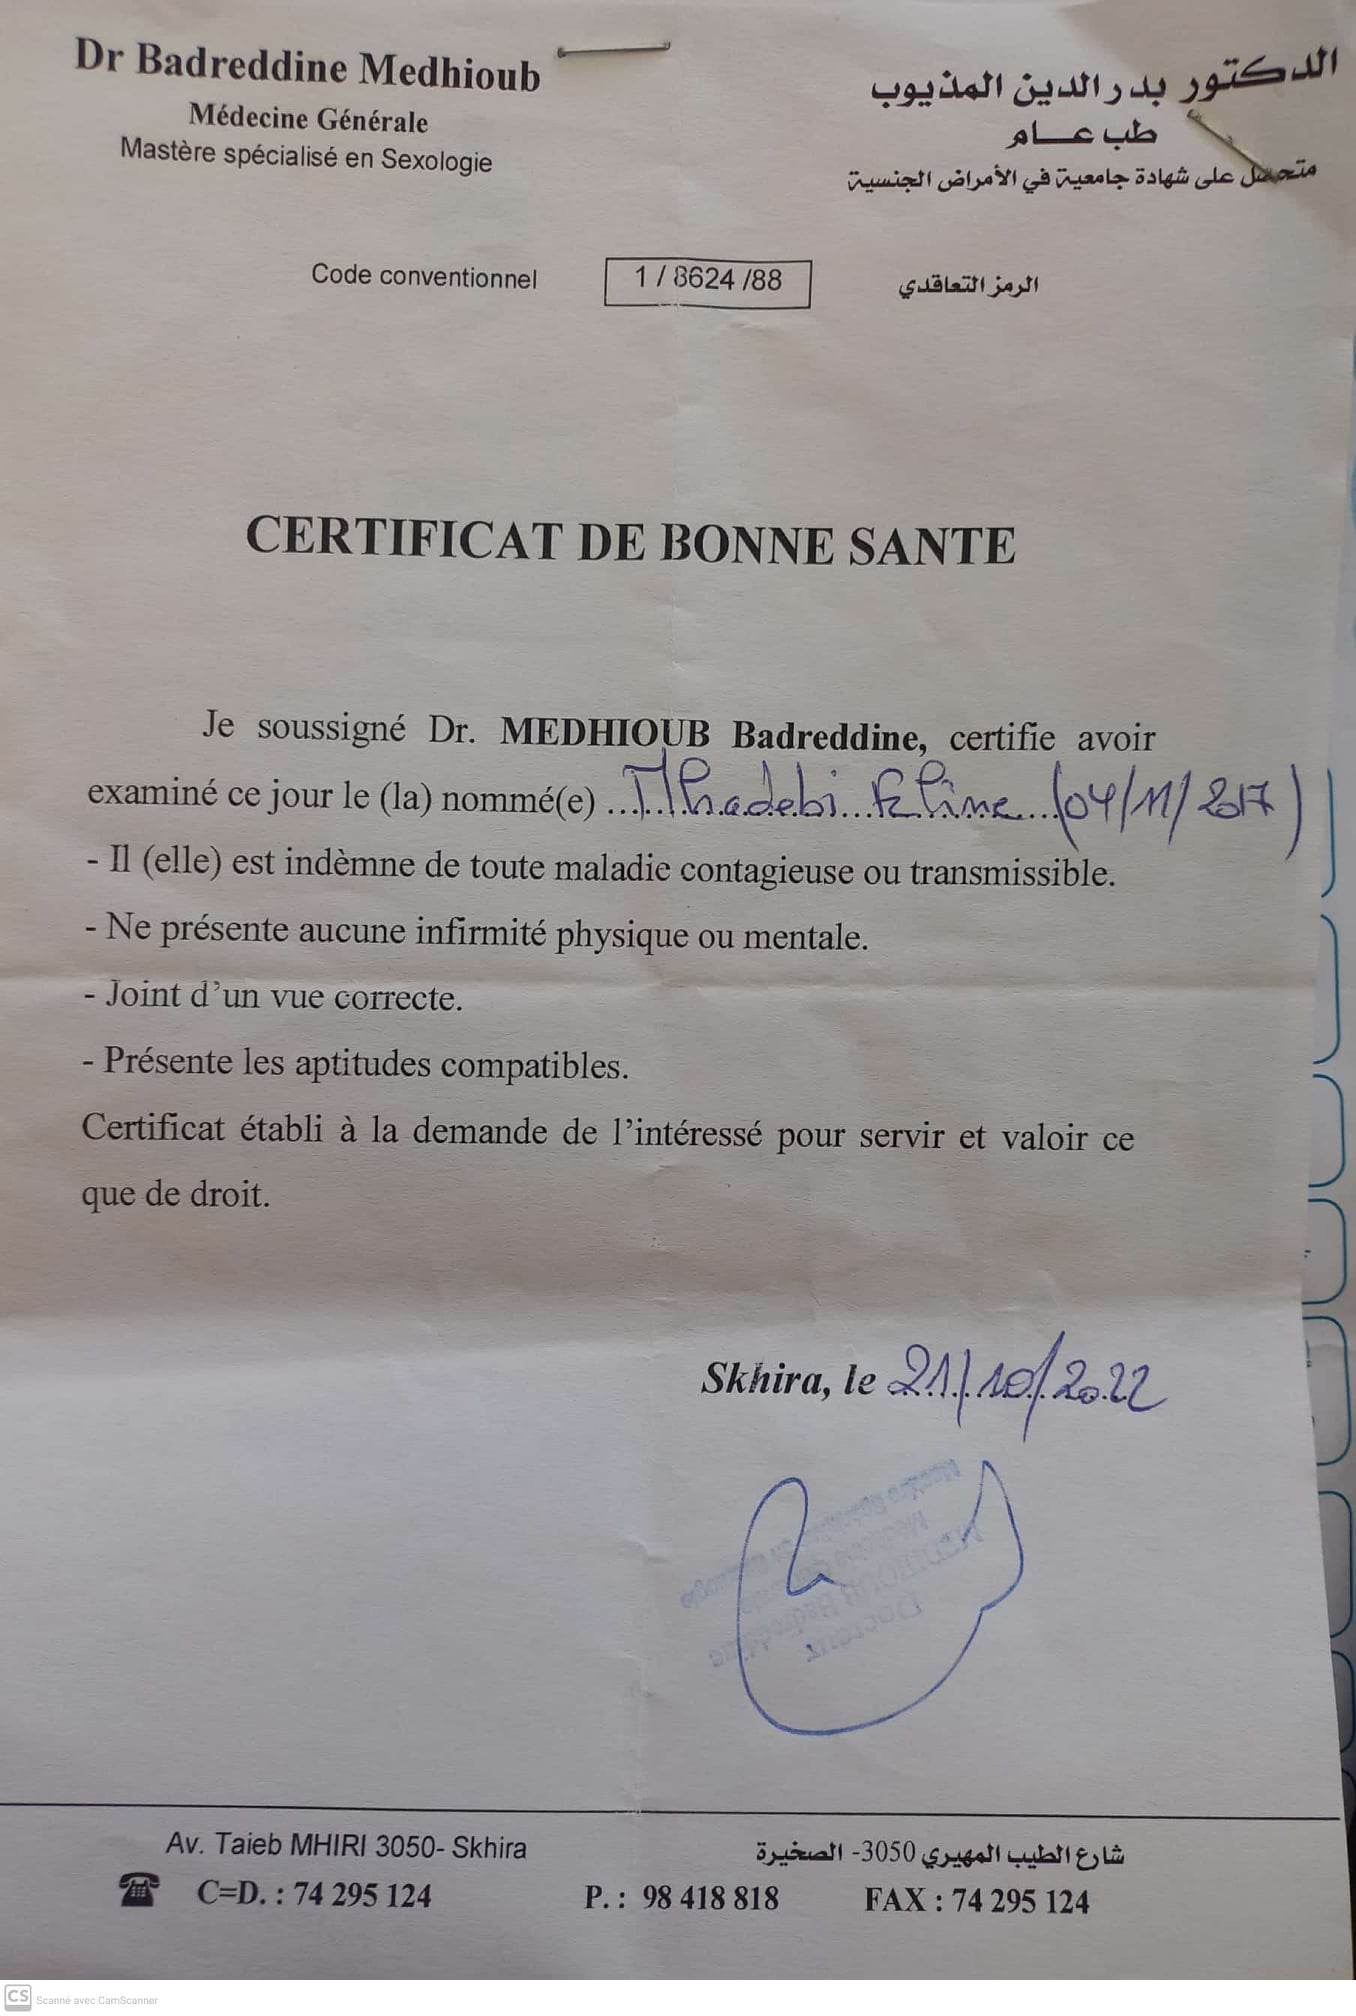 Dr Badreddine Medhioub
Médecine Générale
Mastère spécialisé en Sexologie
الدكتور بدر الدين المذيوب
طب عــام
متحصل على شهادة جامعية في الأمراض الجنسية
Code conventionnel 1 / 8624 /88 الرمز التعاقدي
CERTIFICAT DE BONNE SANTE
Je soussigné Dr. MEDHIOUB Badreddine, certifie avoir
examiné ce jour le (la) nommé(e) ... (04/11/2017)
- Il (elle) est indèmne de toute maladie contagieuse ou transmissible.
- Ne présente aucune infirmité physique ou mentale.
- Joint d’un vue correcte.
- Présente les aptitudes compatibles.
Certificat établi à la demande de l’intéressé pour servir et valoir ce
que de droit.
Skhira, le 21/10/2022
Docteur
MEDHIOUB Badreddine
Av. Taieb MHIRI 3050- Skhira
شارع الطيب المهيري 3050- الصخيرة
C=D. : 74 295 124 P. : 98 418 818 FAX : 74 295 124
CS Scanné avec CamScanner